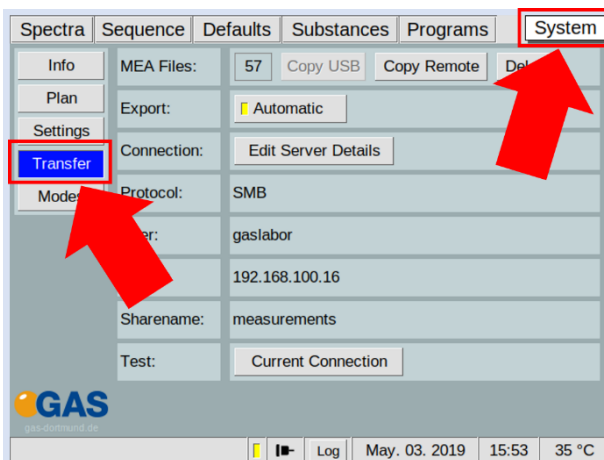 Spectra Sequence Defaults Substances Programs System
Info MEA Files: 57 Copy USB Copy Remote
Plan Export: Automatic
Settings
Transfer Connection: Edit Server Details
Protocol: SMB
gaslabor
192.168.100.16
Sharename: measurements
Test: Current Connection
GAS
gas-dortmund.de
Log May. 03. 2019 15:53 35 °C